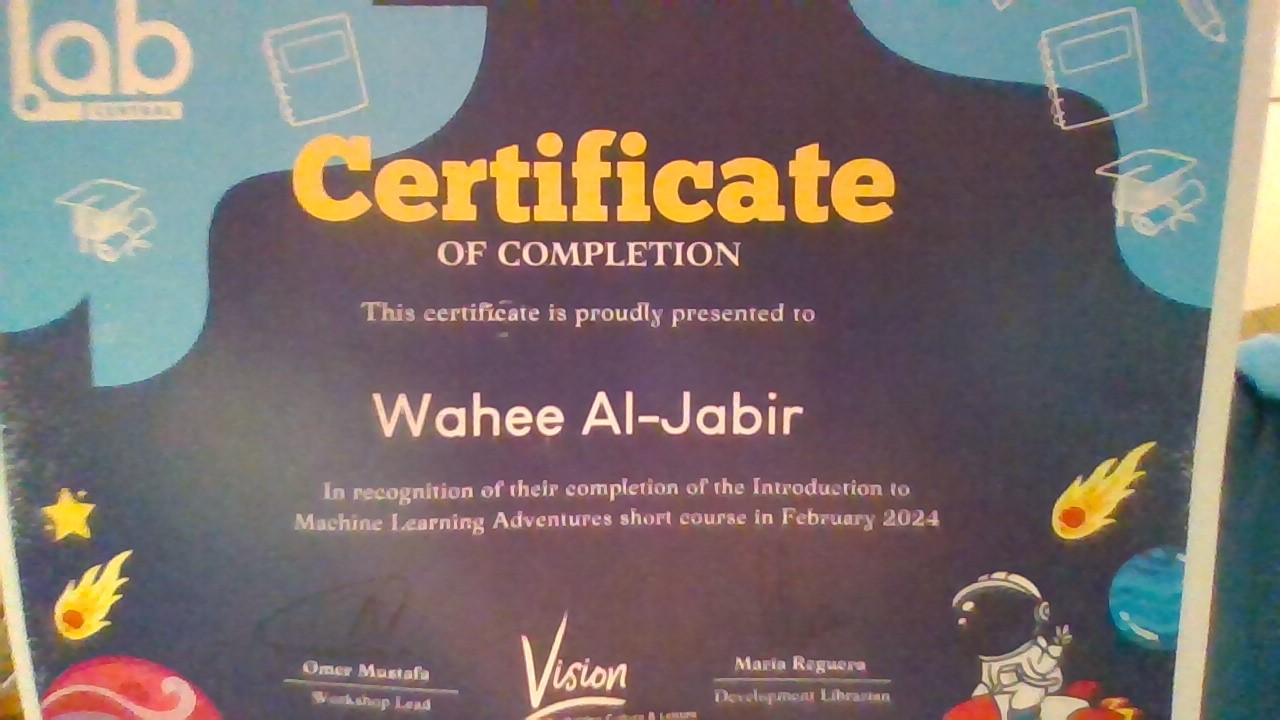 Lab
CENTRAL
Certificate
OF COMPLETION
This certificate is proudly presented to
Wahee Al-Jabir
In recognition of their completion of the Introduction to
Machine Learning Adventures short course in February 2024
Omer Mustafa
Workshop Lead
Vision
Culture & Leisure
Maria Reguera
Development Librarian